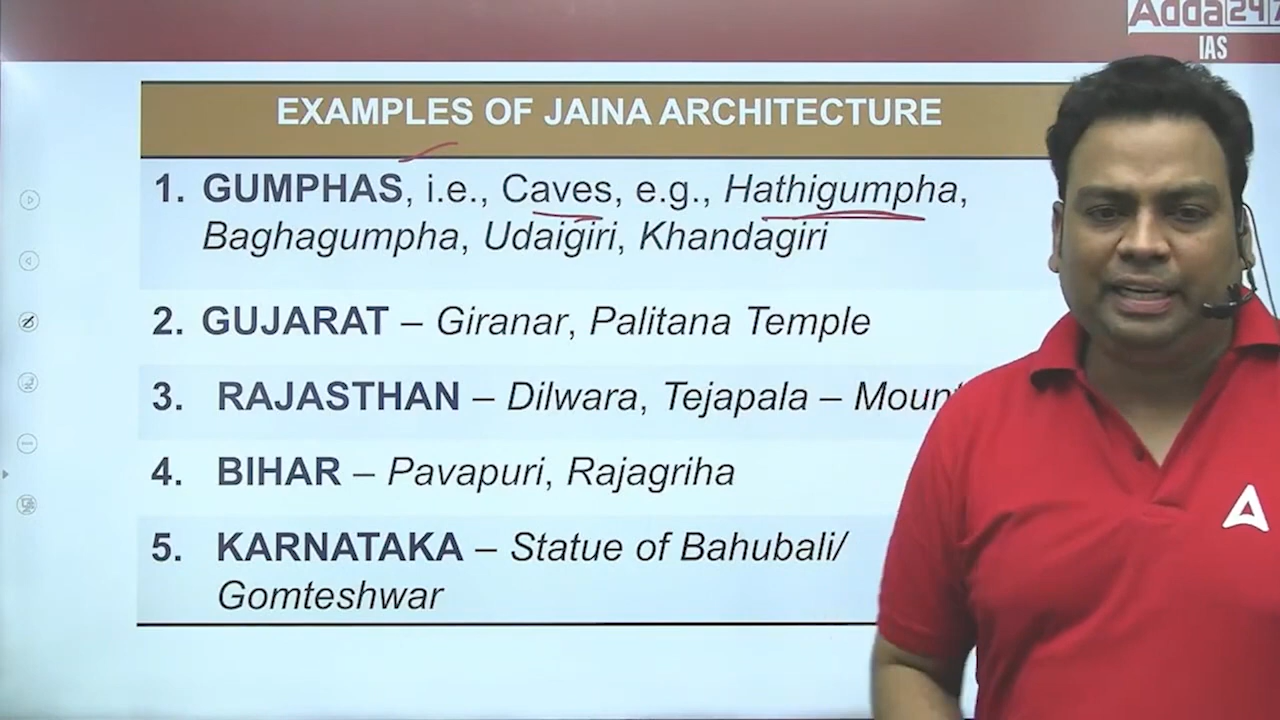 Adda247
IAS
EXAMPLES OF JAINA ARCHITECTURE
1. GUMPHAS, i.e., Caves, e.g., Hathigumpha,
Baghagumpha, Udaigiri, Khandagiri
2. GUJARAT – Giranar, Palitana Temple
3. RAJASTHAN – Dilwara, Tejapala – Mount
4. BIHAR – Pavapuri, Rajagriha
5. KARNATAKA – Statue of Bahubali/
Gomteshwar